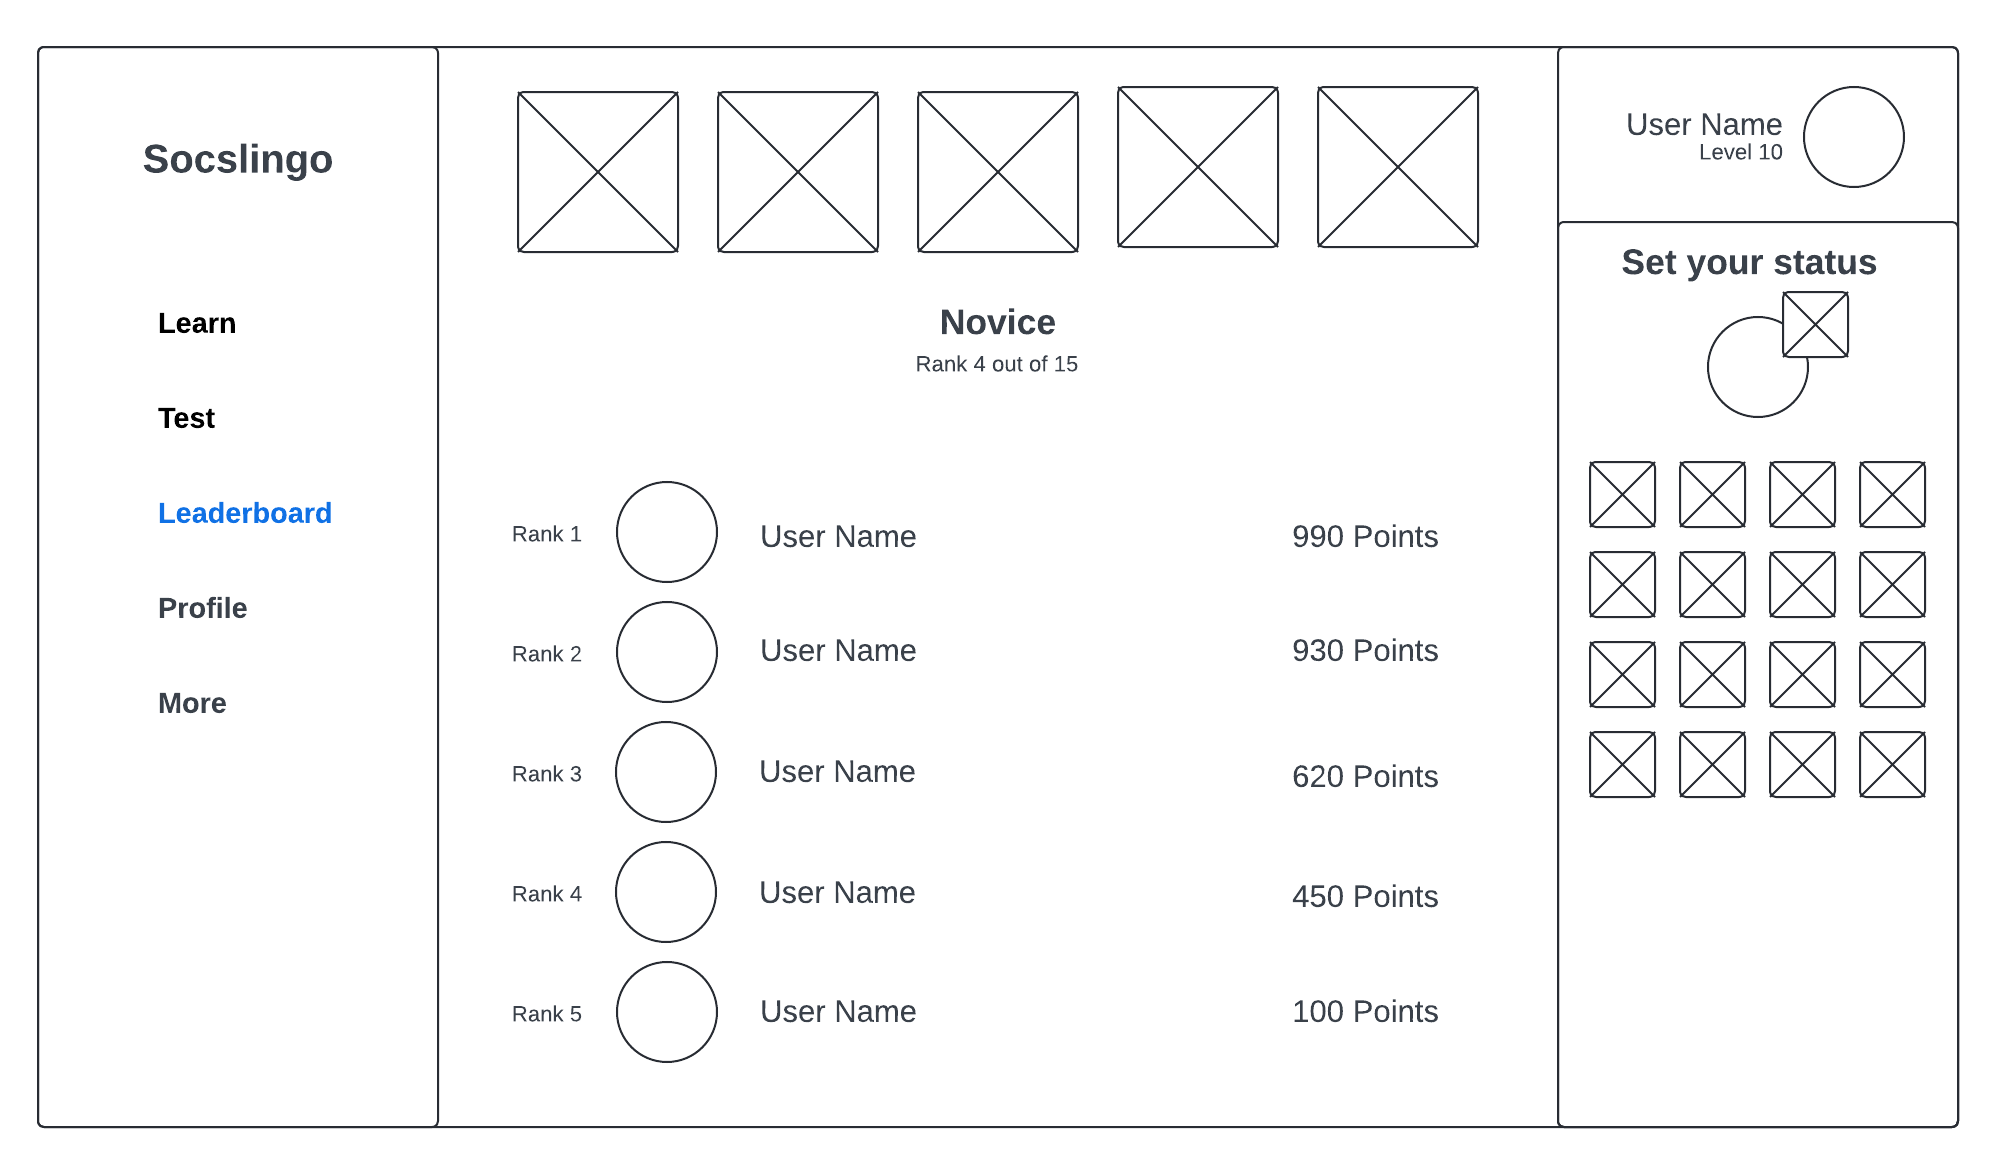 Socslingo
Learn
Test
Leaderboard
Profile
More
Novice
Rank 4 out of 15
Rank 1 User Name 990 Points
Rank 2 User Name 930 Points
Rank 3 User Name 620 Points
Rank 4 User Name 450 Points
Rank 5 User Name 100 Points
User Name
Level 10
Set your status